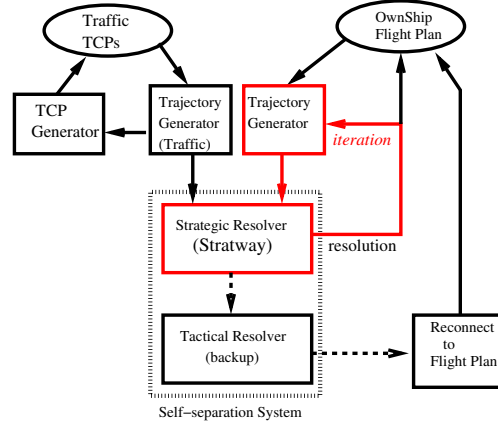 Traffic
TCPs
OwnShip
Flight Plan
TCP
Generator
Trajectory
Generator
(Traffic)
Trajectory
Generator
iteration
Strategic Resolver
(Stratway)
resolution
Tactical Resolver
(backup)
Reconnect
to
Flight Plan
Self−separation System